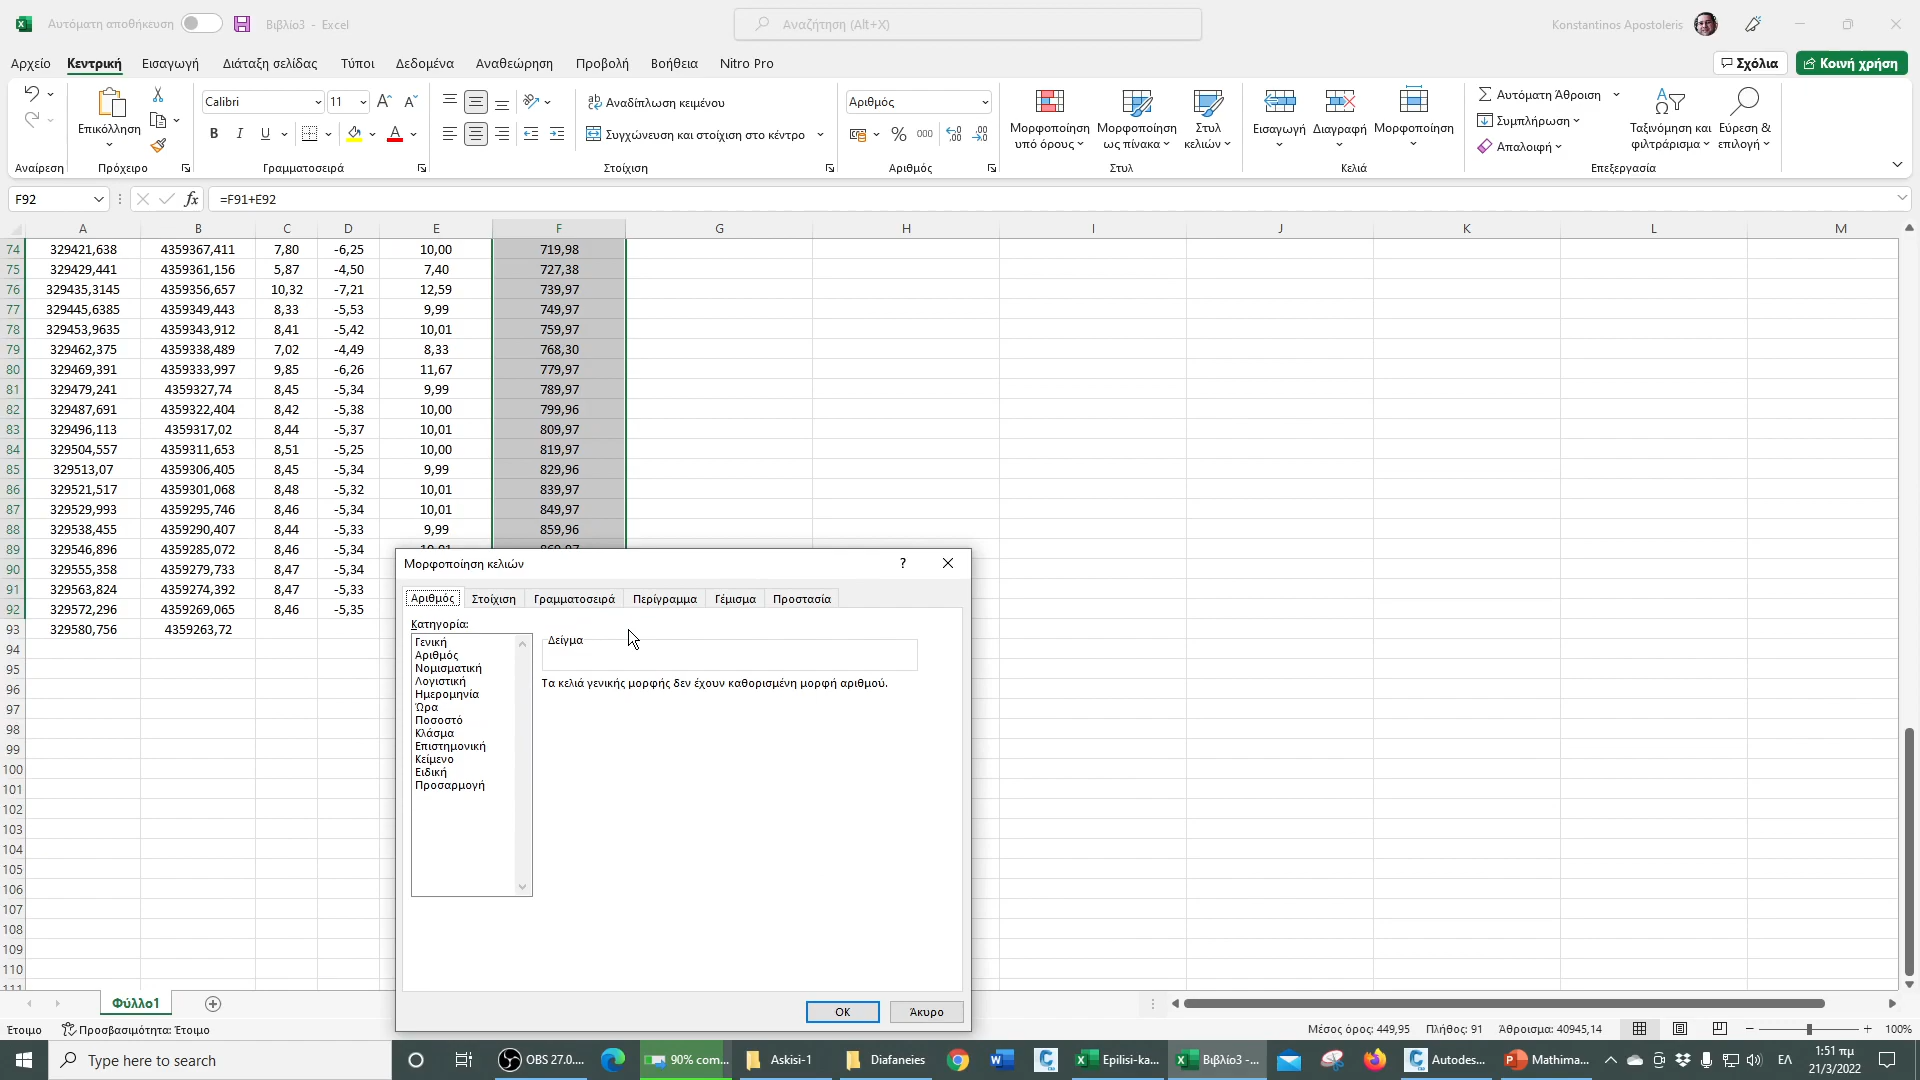 Αυτόματη αποθήκευση
Βιβλίο3 - Excel
Αναζήτηση (Alt+X)
Konstantinos Apostoleris
Αρχείο Κεντρική Εισαγωγή Διάταξη σελίδας Τύποι Δεδομένα Αναθεώρηση Προβολή Βοήθεια Nitro Pro
Σχόλια Κοινή χρήση
Επικόλληση
Calibri 11
Αναδίπλωση κειμένου
Συγχώνευση και στοίχιση στο κέντρο
Αριθμός
% 000
Μορφοποίηση υπό όρους
Μορφοποίηση ως πίνακα
Στυλ κελιών
Εισαγωγή Διαγραφή Μορφοποίηση
Αυτόματη Άθροιση
Συμπλήρωση
Απαλοιφή
Ταξινόμηση και φιλτράρισμα
Εύρεση & επιλογή
Αναίρεση Πρόχειρο Γραμματοσειρά Στοίχιση Αριθμός Στυλ Κελιά Επεξεργασία
F92 fx =F91+E92
A B C D E F G H I J K L M
74 329421,638 4359367,411 7,80 -6,25 10,00 719,98
75 329429,441 4359361,156 5,87 -4,50 7,40 727,38
76 329435,3145 4359356,657 10,32 -7,21 12,59 739,97
77 329445,6385 4359349,443 8,33 -5,53 9,99 749,97
78 329453,9635 4359343,912 8,41 -5,42 10,01 759,97
79 329462,375 4359338,489 7,02 -4,49 8,33 768,30
80 329469,391 4359333,997 9,85 -6,26 11,67 779,97
81 329479,241 4359327,74 8,45 -5,34 9,99 789,97
82 329487,691 4359322,404 8,42 -5,38 10,00 799,96
83 329496,113 4359317,02 8,44 -5,37 10,01 809,97
84 329504,557 4359311,653 8,51 -5,25 10,00 819,97
85 329513,07 4359306,405 8,45 -5,34 9,99 829,96
86 329521,517 4359301,068 8,48 -5,32 10,01 839,97
87 329529,993 4359295,746 8,46 -5,34 10,01 849,97
88 329538,455 4359290,407 8,44 -5,33 9,99 859,96
89 329546,896 4359285,072 8,46 -5,34
90 329555,358 4359279,733 8,47 -5,34
91 329563,824 4359274,392 8,47 -5,33
92 329572,296 4359269,065 8,46 -5,35
93 329580,756 4359263,72
94
95
96
97
98
99
100
101
102
103
104
105
106
107
108
109
110
Μορφοποίηση κελιών ?
Αριθμός Στοίχιση Γραμματοσειρά Περίγραμμα Γέμισμα Προστασία
Κατηγορία:
Γενική
Αριθμός
Νομισματική
Λογιστική
Ημερομηνία
Ώρα
Ποσοστό
Κλάσμα
Επιστημονική
Κείμενο
Ειδική
Προσαρμογή
Δείγμα
Τα κελιά γενικής μορφής δεν έχουν καθορισμένη μορφή αριθμού.
OK Άκυρο
Φύλλο1
Έτοιμο Προσβασιμότητα: Έτοιμο
Μέσος όρος: 449,95 Πλήθος: 91 Άθροισμα: 40945,14 100%
Type here to search
OBS 27.0.... 90% com... Askisi-1 Diafaneies Epilisi-ka... Βιβλίο3 -... Autodes... Mathima...
ΕΛ 1:51 πμ
21/3/2022